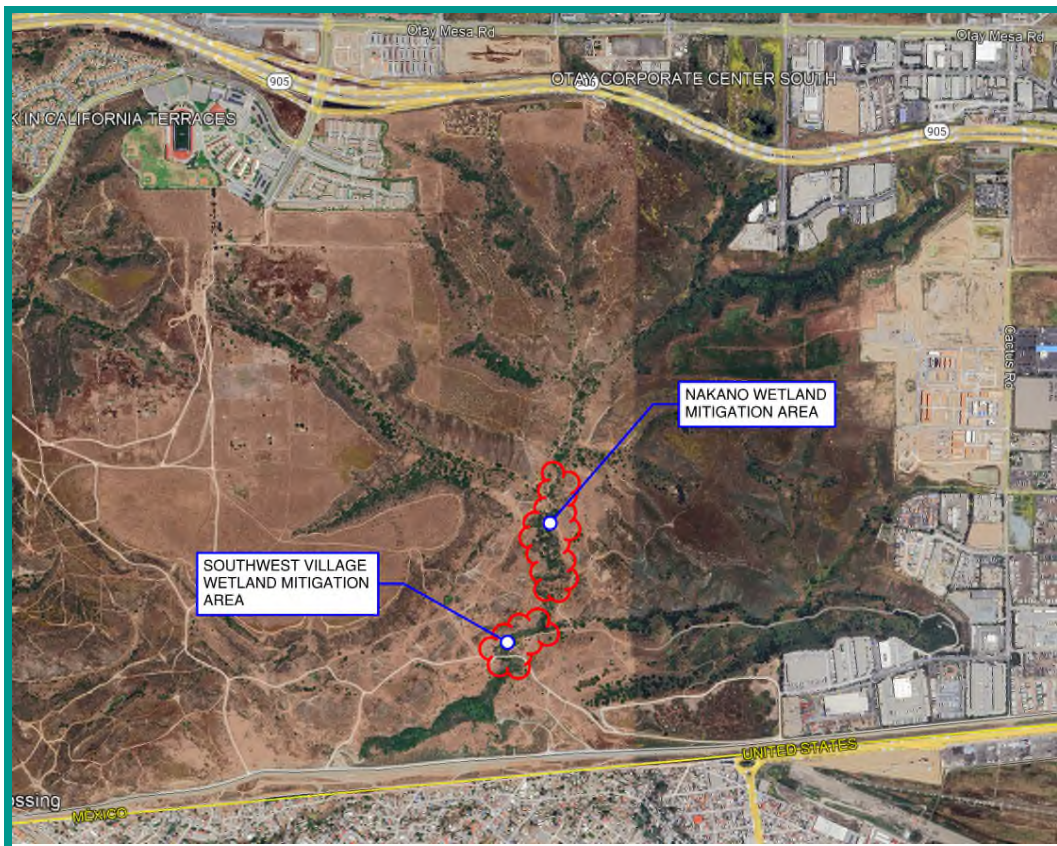 Otay Mesa Rd
Otay Mesa Rd
905
OTAY CORPORATE CENTER SOUTH
905
905
K IN CALIFORNIA TERRACES
Cactus Rd
NAKANO WETLAND
MITIGATION AREA
SOUTHWEST VILLAGE
WETLAND MITIGATION
AREA
UNITED STATES
ossing
MÉXICO